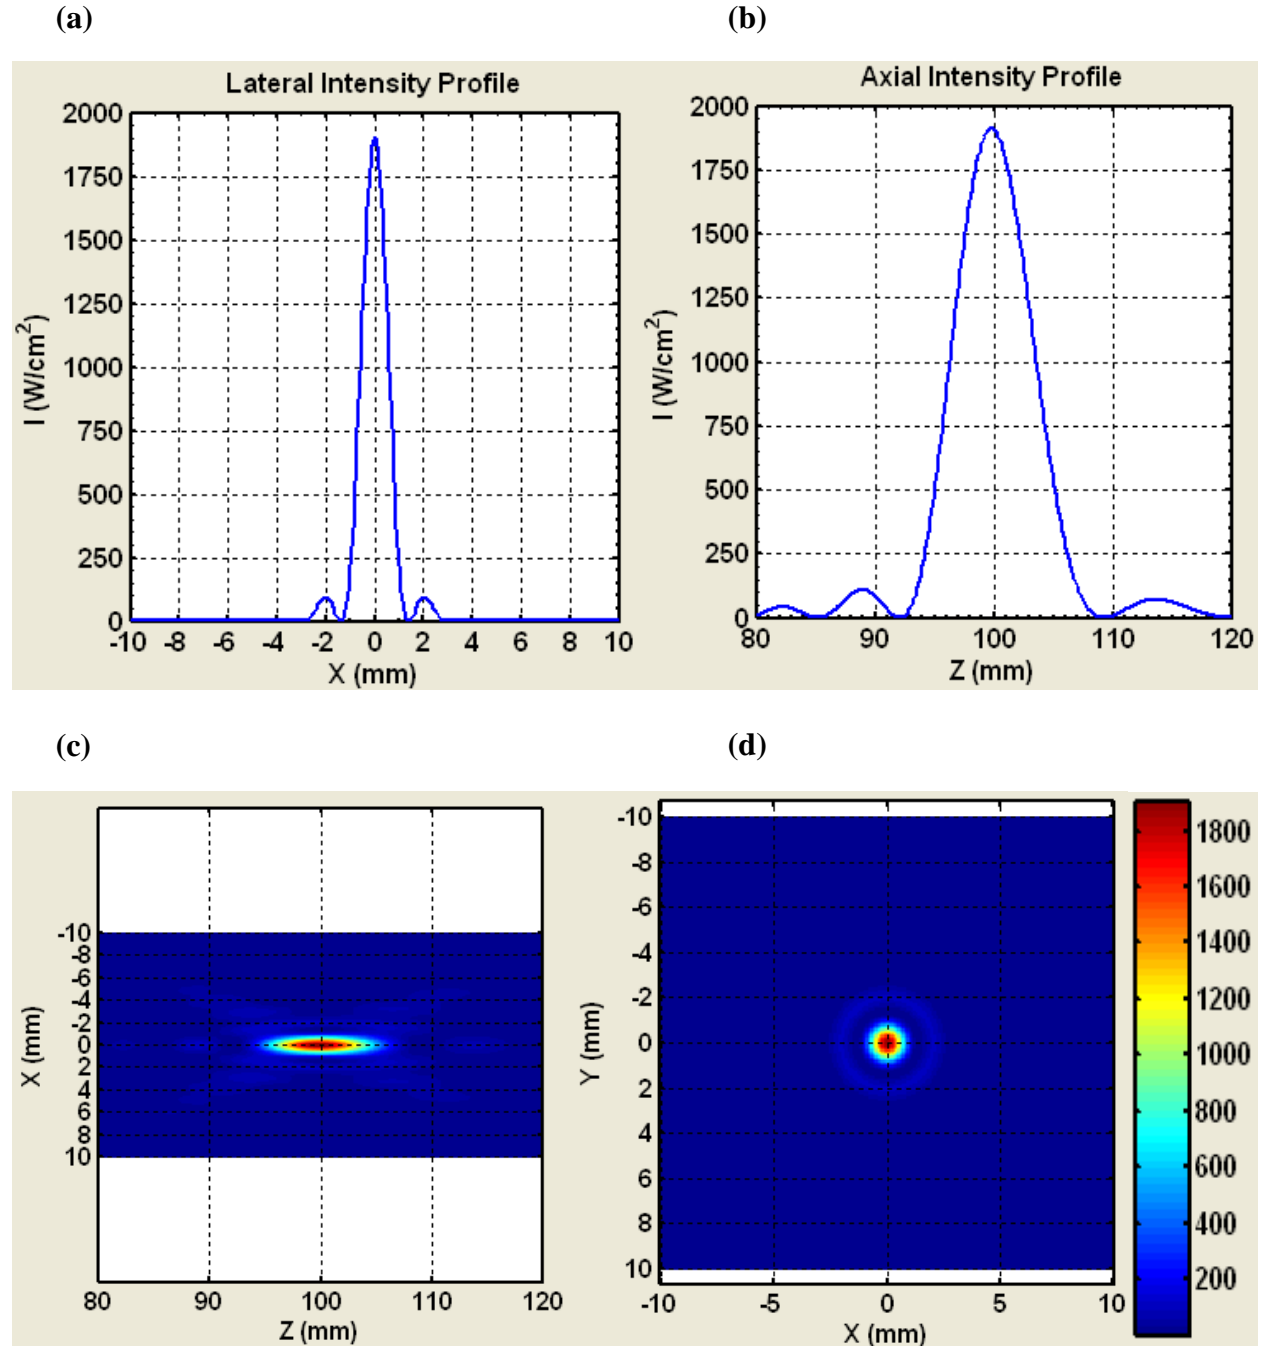 (a)
(b)
Lateral Intensity Profile
2000
1750
1500
1250
1000
750
500
250
0
I (W/cm2)
-10 -8 -6 -4 -2 0 2 4 6 8 10
X (mm)
Axial Intensity Profile
2000
1750
1500
1250
1000
750
500
250
0
I (W/cm2)
80 90 100 110 120
Z (mm)
(c)
(d)
-10
-8
-6
-4
-2
0
2
4
6
8
10
X (mm)
80 90 100 110 120
Z (mm)
-10
-8
-6
-4
-2
0
2
4
6
8
10
Y (mm)
-10 -5 0 5 10
X (mm)
1800
1600
1400
1200
1000
800
600
400
200